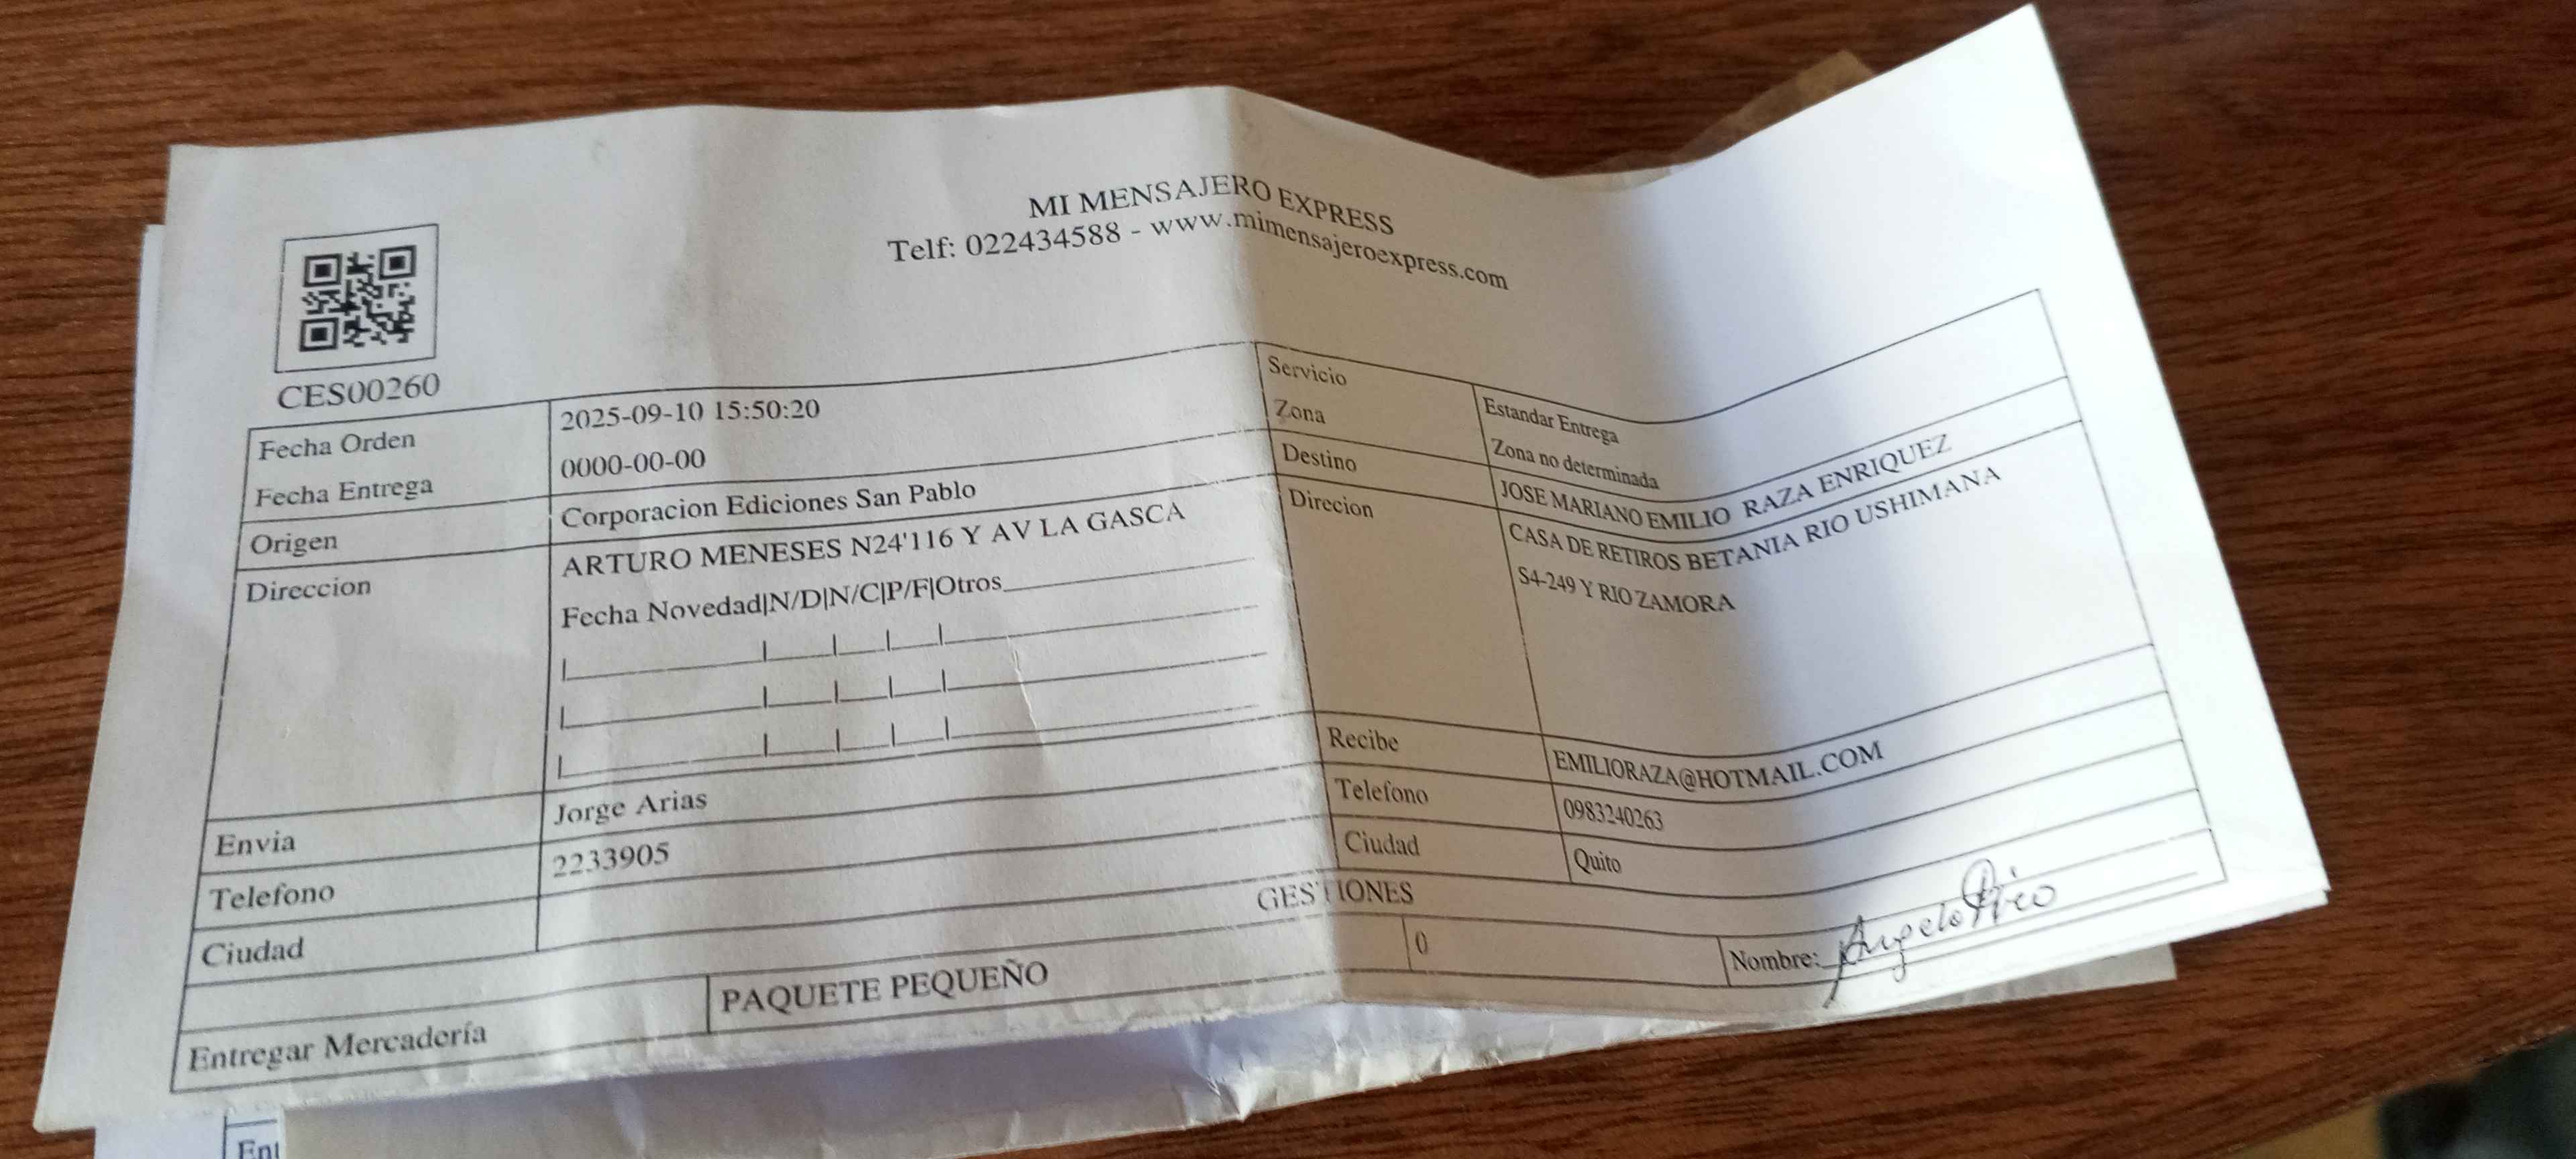 MI MENSAJERO EXPRESS
Telf: 022434588 - www.mimensajeroexpress.com
CES00260
Fecha Orden 2025-09-10 15:50:20
Fecha Entrega 0000-00-00
Origen Corporacion Ediciones San Pablo
Direccion ARTURO MENESES N24'116 Y AV LA GASCA
Fecha Novedad|N/D|N/C|P/F|Otros
Envia Jorge Arias
Telefono 2233905
Ciudad
Servicio Estandar Entrega
Zona Zona no determinada
Destino JOSE MARIANO EMILIO RAZA ENRIQUEZ
Direcion CASA DE RETIROS BETANIA RIO USHIMANA
S4-249 Y RIO ZAMORA
Recibe EMILIORAZA@HOTMAIL.COM
Telefono 0983240263
Ciudad Quito
GESTIONES
Entregar Mercadería PAQUETE PEQUEÑO 0 Nombre: Angelo Pico
Ent